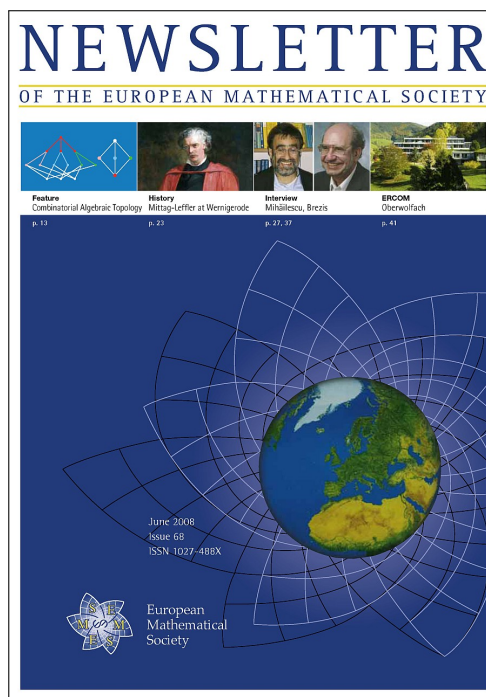 NEWSLETTER
OF THE EUROPEAN MATHEMATICAL SOCIETY
Feature
Combinatorial Algebraic Topology
p. 13
History
Mittag-Leffler at Wernigerode
p. 23
Interview
Mihăilescu, Brezis
p. 27, 37
ERCOM
Oberwolfach
p. 41
June 2008
Issue 68
ISSN 1027-488X
S E
M M
E S
European
Mathematical
Society